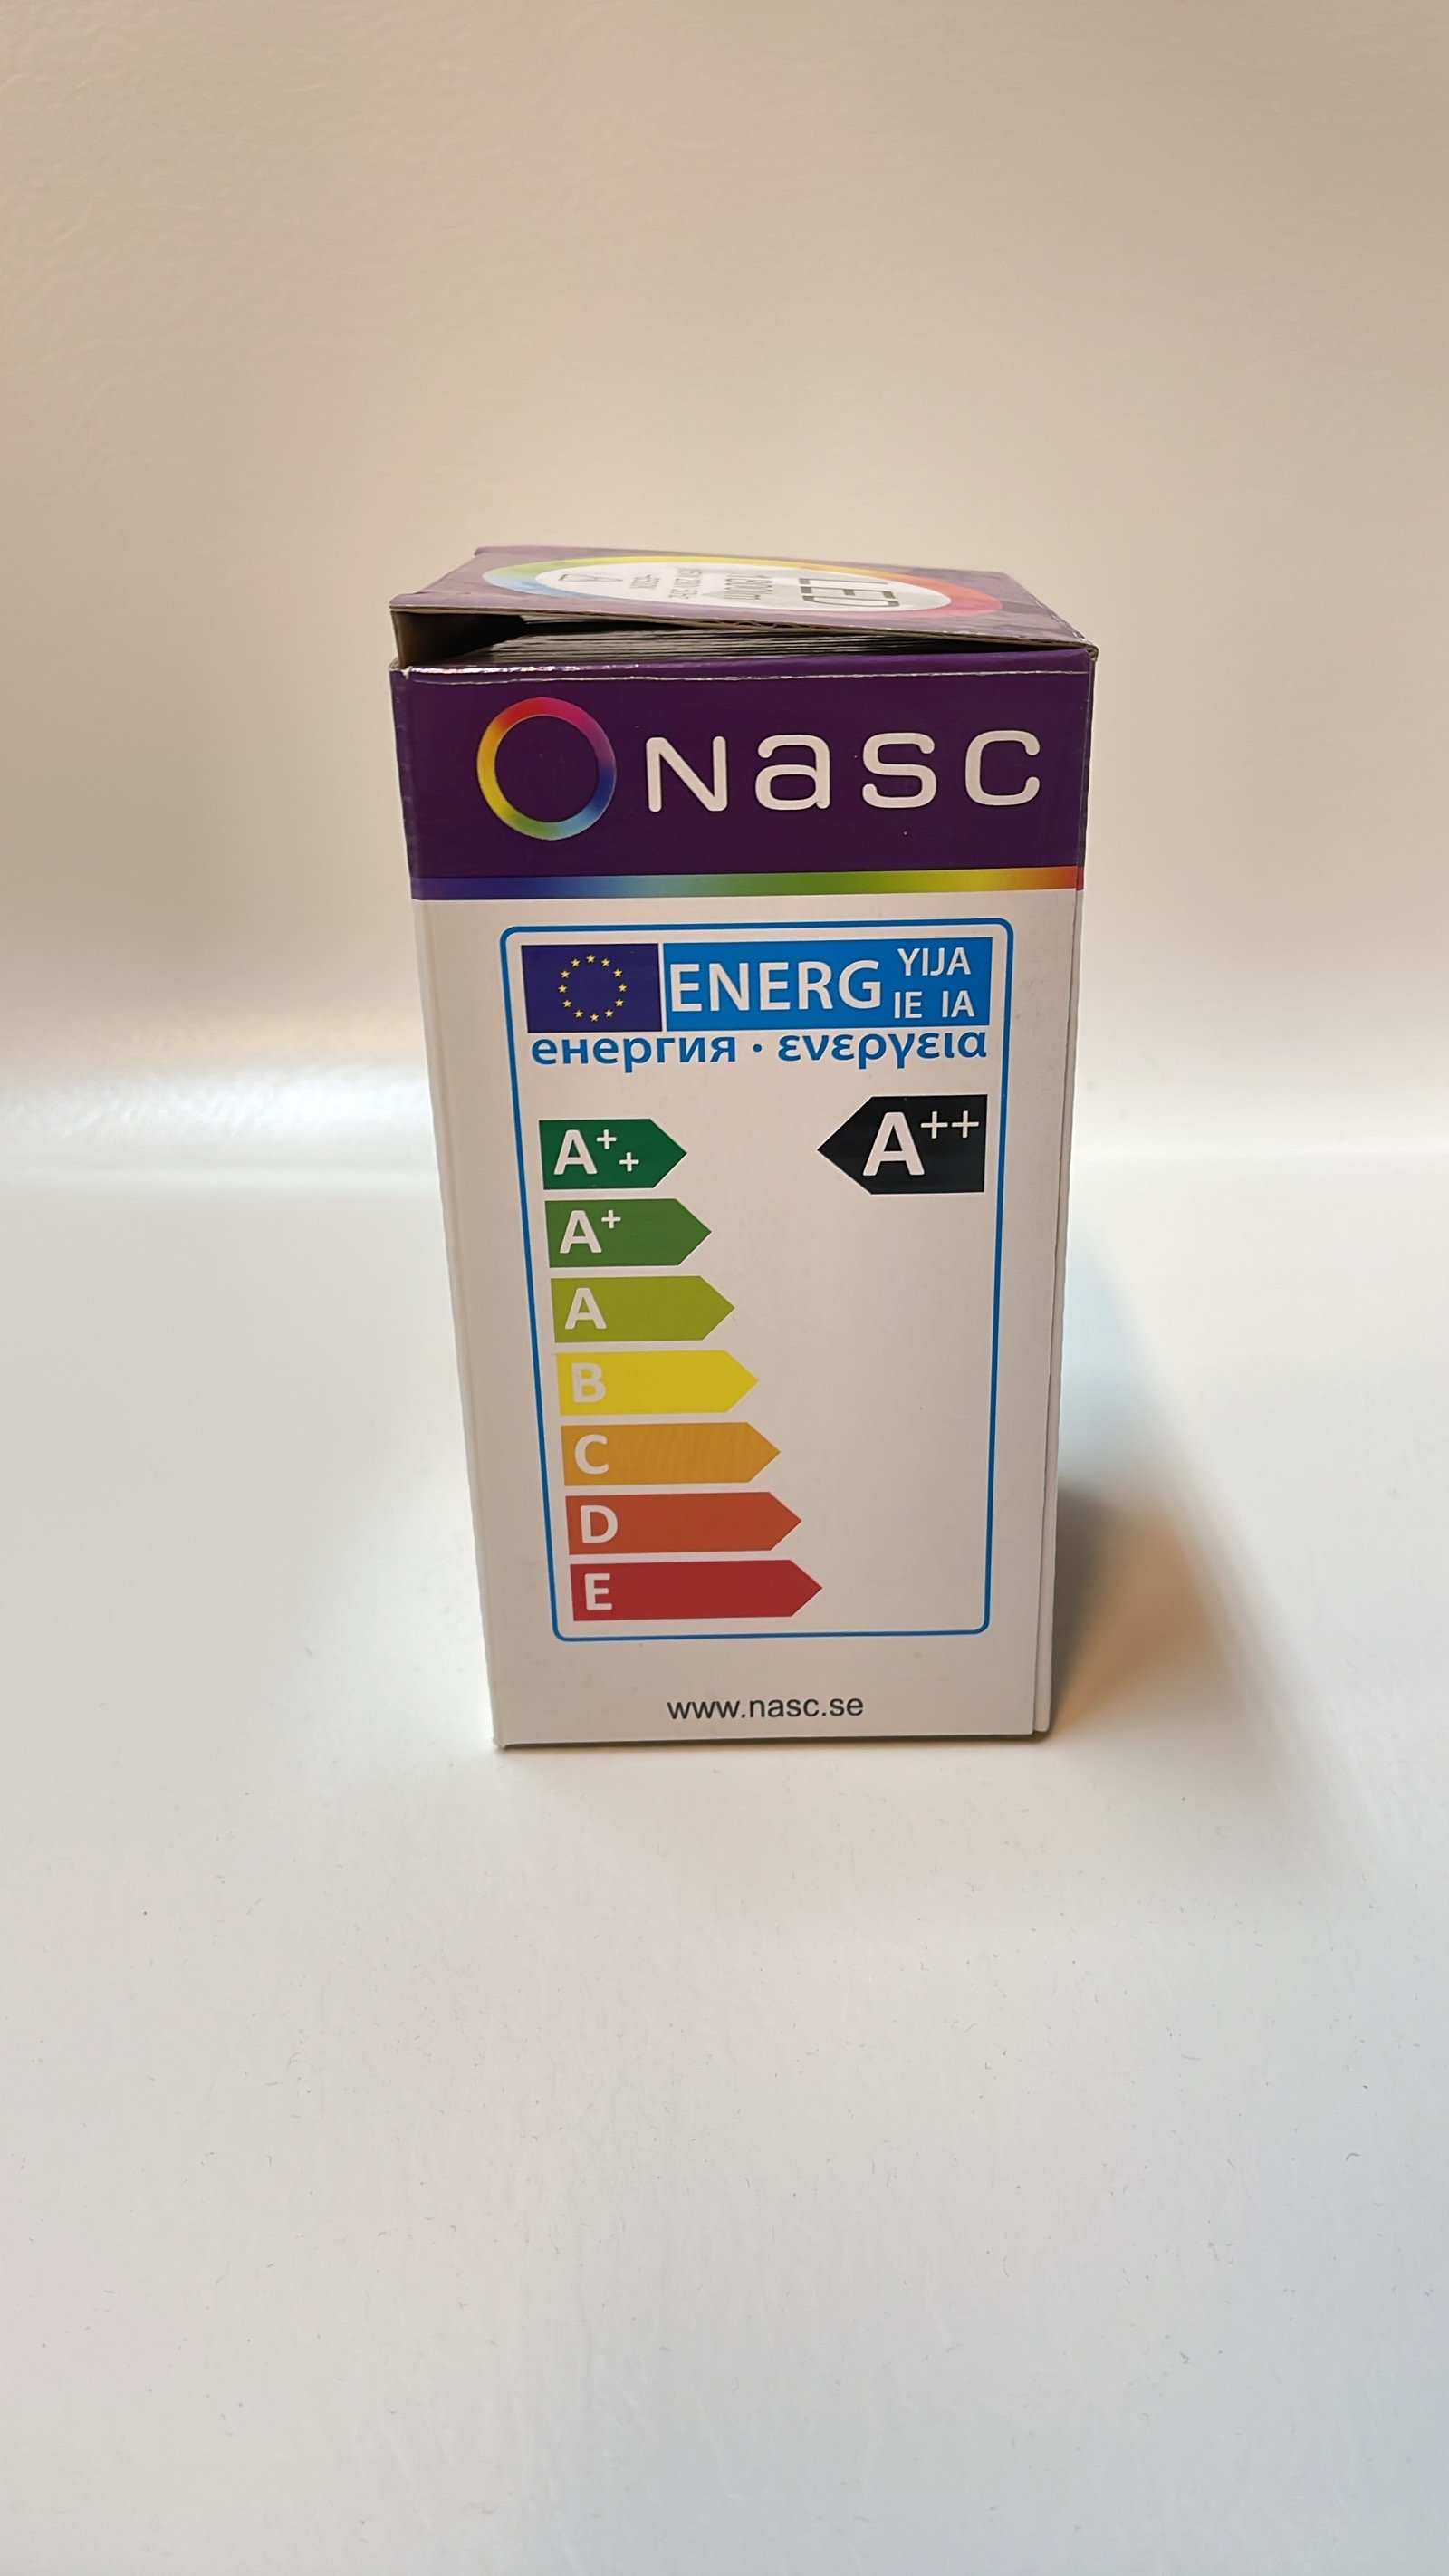 LED
nasc
ENERG YIJA
IE IA
енергия · ενεργεια
A++
A++
A+
A
B
C
D
E
www.nasc.se